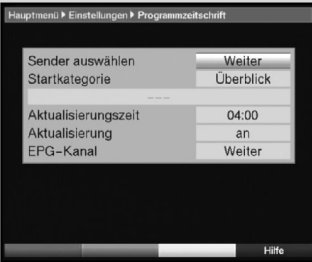 Hauptmenü ▸ Einstellungen ▸ Programmzeitschrift
Sender auswählen Weiter
Startkategorie Überblick
---
Aktualisierungszeit 04:00
Aktualisierung an
EPG-Kanal Weiter
Hilfe